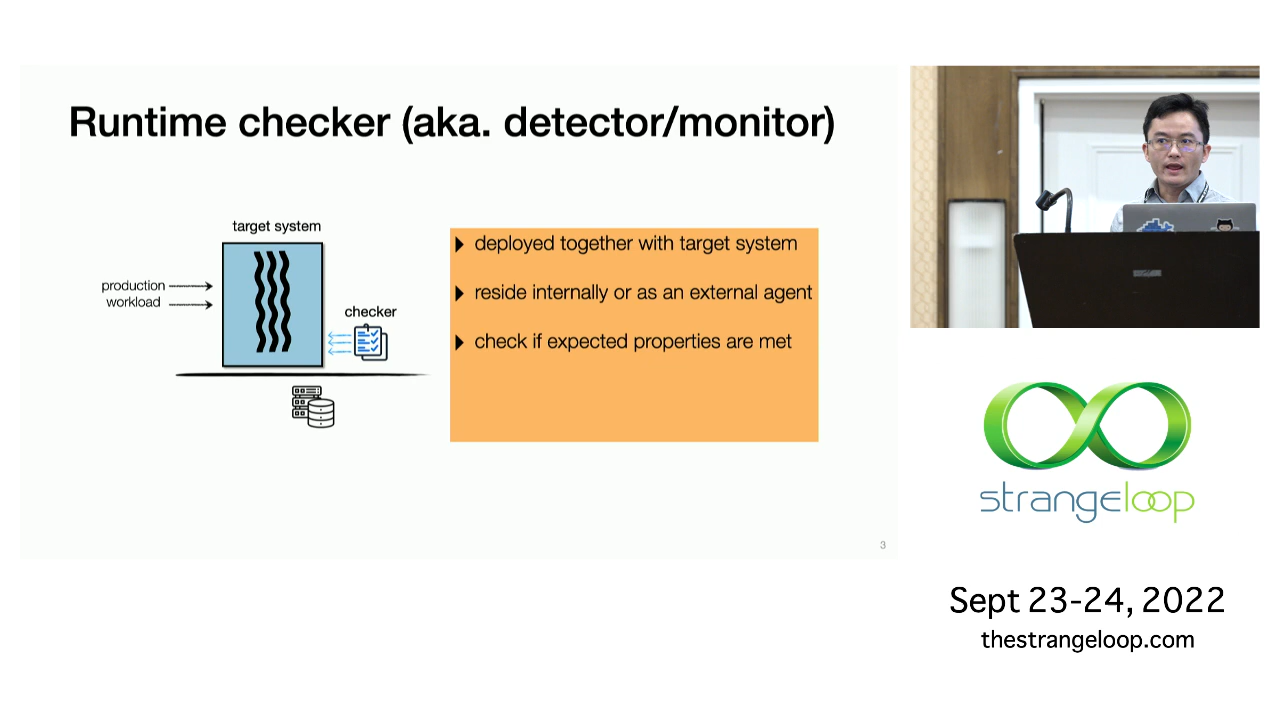 Runtime checker (aka. detector/monitor)
target system
production
workload
checker
deployed together with target system
reside internally or as an external agent
check if expected properties are met
3
strangeloop
Sept 23-24, 2022
thestrangeloop.com